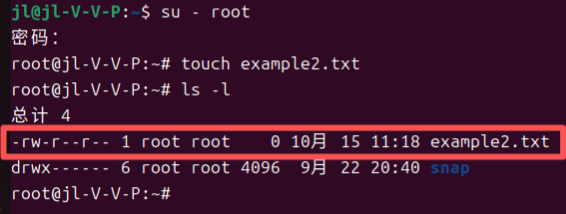 jl@jl-V-V-P:~$ su - root
密码：
root@jl-V-V-P:~# touch example2.txt
root@jl-V-V-P:~# ls -l
总计 4
-rw-r--r-- 1 root root    0 10月 15 11:18 example2.txt
drwx------ 6 root root 4096  9月 22 20:40 snap
root@jl-V-V-P:~#